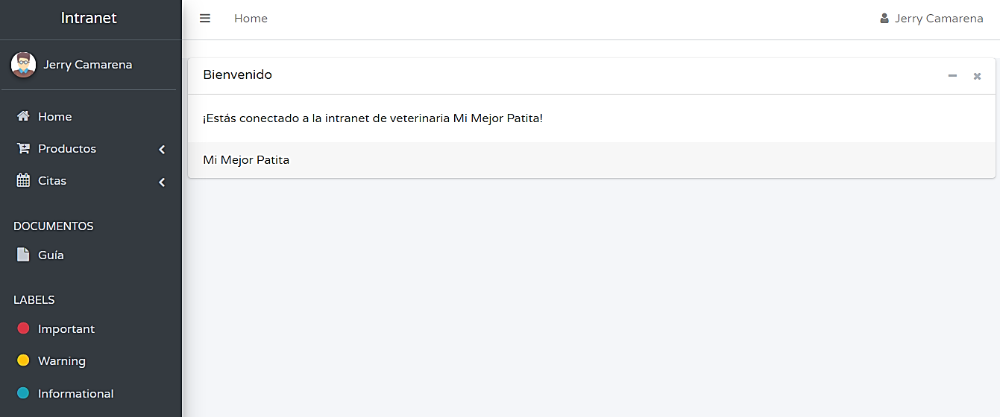 Intranet
Home
Jerry Camarena
Jerry Camarena
Home
Productos
Citas
DOCUMENTOS
Guía
LABELS
Important
Warning
Informational
Bienvenido
¡Estás conectado a la intranet de veterinaria Mi Mejor Patita!
Mi Mejor Patita